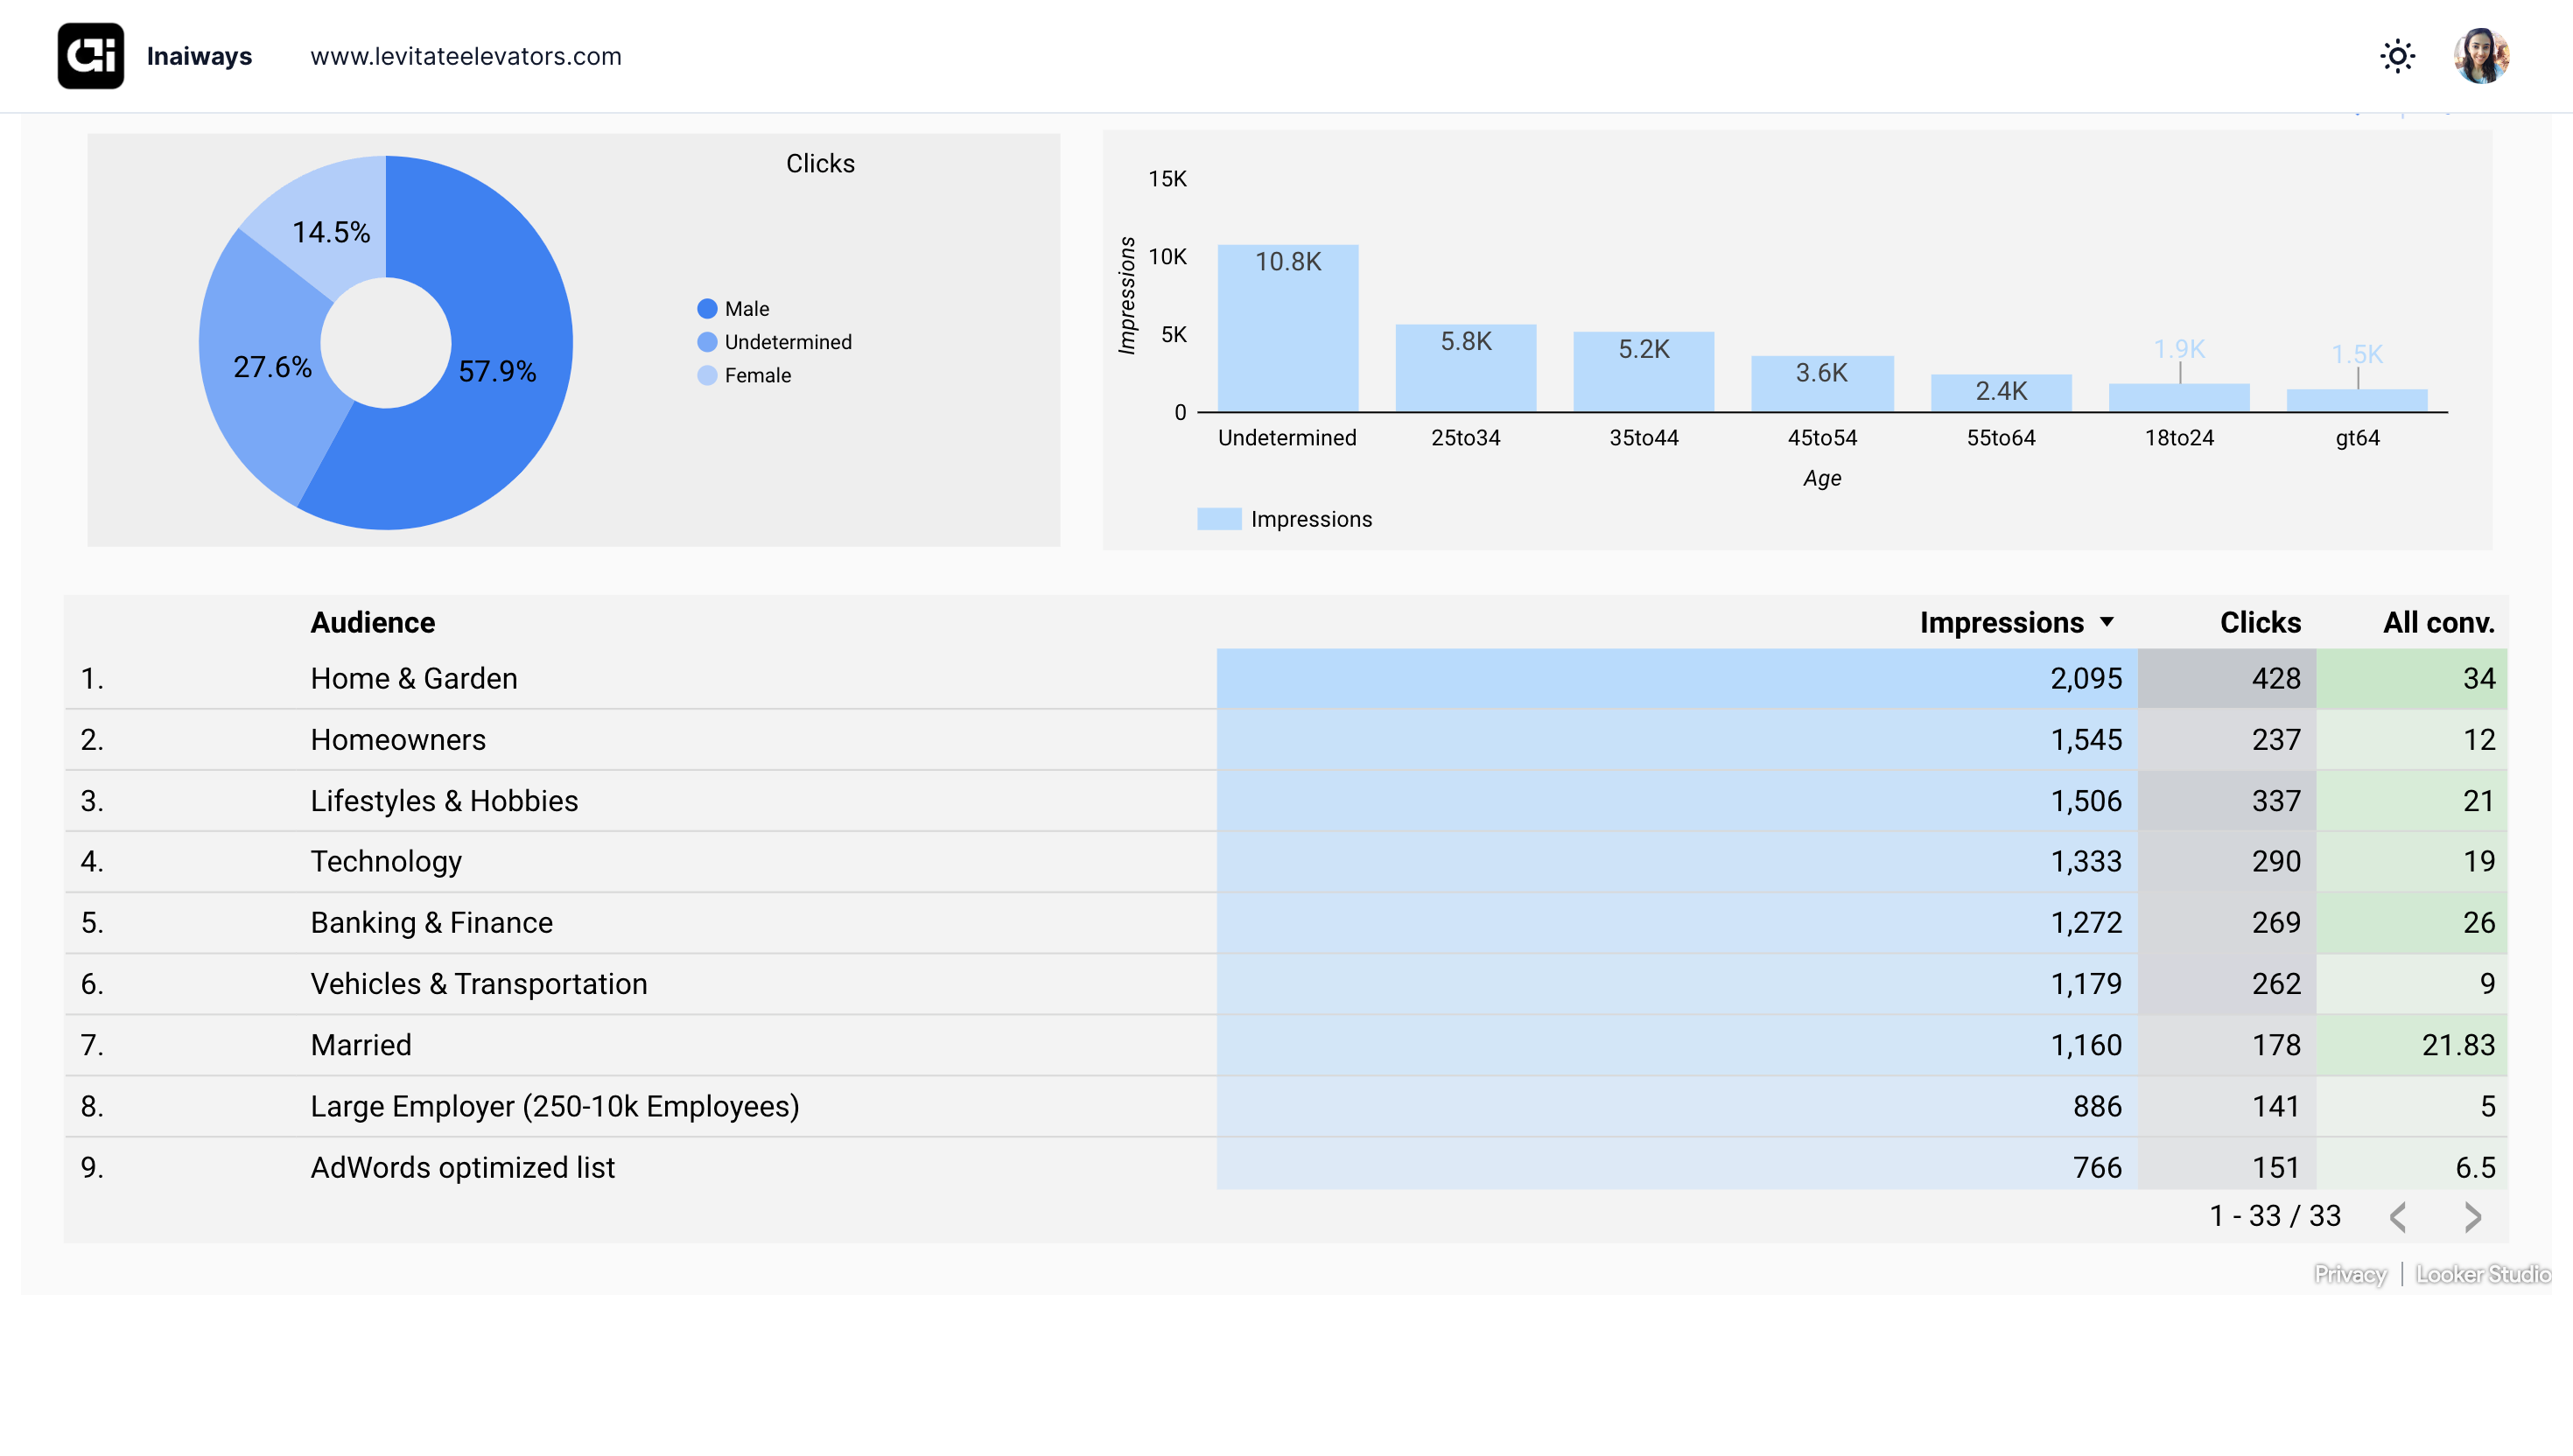 Inaiways www.levitateelevators.com
Clicks
14.5%
27.6%
57.9%
Male
Undetermined
Female
15K
10K
5K
0
Impressions
10.8K 5.8K 5.2K 3.6K 2.4K 1.9K 1.5K
Undetermined 25to34 35to44 45to54 55to64 18to24 gt64
Age
Impressions
Audience Impressions Clicks All conv.
1. Home & Garden 2,095 428 34
2. Homeowners 1,545 237 12
3. Lifestyles & Hobbies 1,506 337 21
4. Technology 1,333 290 19
5. Banking & Finance 1,272 269 26
6. Vehicles & Transportation 1,179 262 9
7. Married 1,160 178 21.83
8. Large Employer (250-10k Employees) 886 141 5
9. AdWords optimized list 766 151 6.5
1 - 33 / 33
Privacy Looker Studio